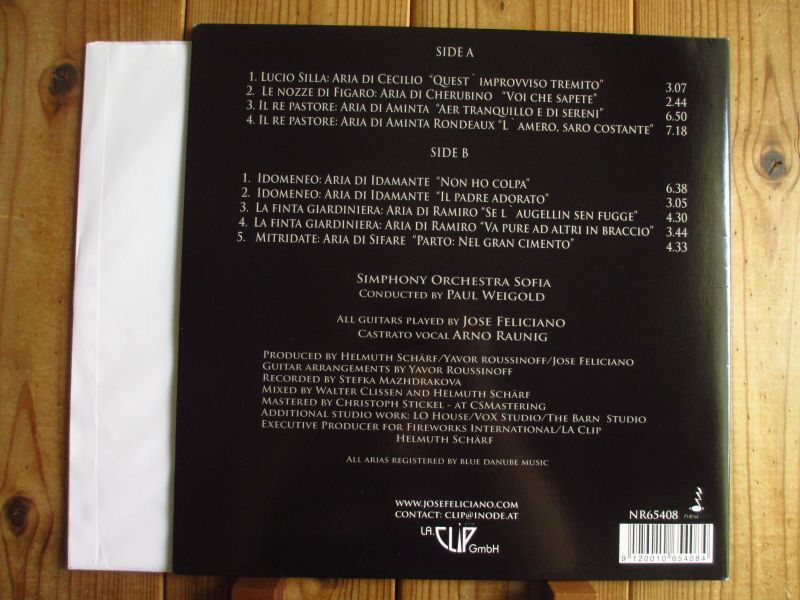 SIDE A
1. LUCIO SILLA: ARIA DI CECILIO "QUEST` IMPROVVISO TREMITO" 3.07
2. LE NOZZE DI FIGARO: ARIA DI CHERUBINO "VOI CHE SAPETE" 2.44
3. IL RE PASTORE: ARIA DI AMINTA "AER TRANQUILLO E DI SERENI" 6.50
4. IL RE PASTORE: ARIA DI AMINTA RONDEAUX "L` AMERO, SARO COSTANTE" 7.18
SIDE B
1. IDOMENEO: ARIA DI IDAMANTE "NON HO COLPA" 6.38
2. IDOMENEO: ARIA DI IDAMANTE "IL PADRE ADORATO" 3.05
3. LA FINTA GIARDINIERA: ARIA DI RAMIRO "SE L` AUGELLIN SEN FUGGE" 4.30
4. LA FINTA GIARDINIERA: ARIA DI RAMIRO "VA PURE AD ALTRI IN BRACCIO" 3.44
5. MITRIDATE: ARIA DI SIFARE "PARTO: NEL GRAN CIMENTO" 4.33
SIMPHONY ORCHESTRA SOFIA
CONDUCTED BY PAUL WEIGOLD
ALL GUITARS PLAYED BY JOSE FELICIANO
CASTRATO VOCAL ARNO RAUNIG
PRODUCED BY HELMUTH SCHÄRF/YAVOR ROUSSINOFF/JOSE FELICIANO
GUITAR ARRANGEMENTS BY YAVOR ROUSSINOFF
RECORDED BY STEFKA MAZHDRAKOVA
MIXED BY WALTER CLISSEN AND HELMUTH SCHÄRF
MASTERED BY CHRISTOPH STICKEL - AT CSMASTERING
ADDITIONAL STUDIO WORK: LO HOUSE/VOX STUDIO/THE BARN STUDIO
EXECUTIVE PRODUCER FOR FIREWORKS INTERNATIONAL/LA CLIP
HELMUTH SCHÄRF
ALL ARIAS REGISTERED BY BLUE DANUBE MUSIC
WWW.JOSEFELICIANO.COM
CONTACT: CLIP@INODE.AT
LA. CLIP GmbH
NR65408
9 120010 654084